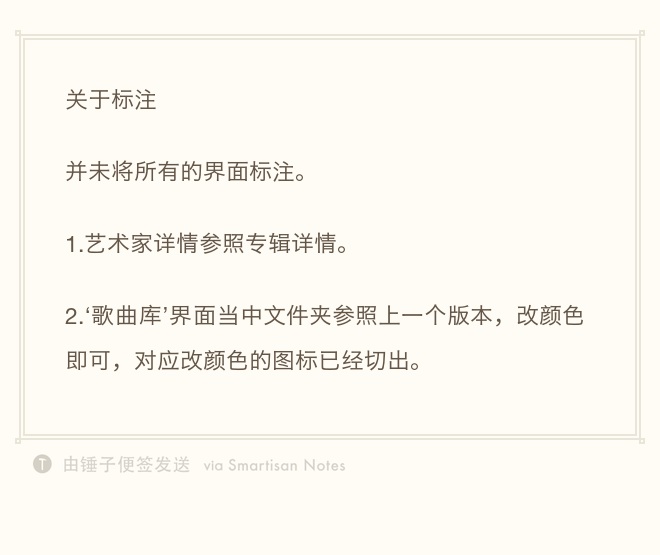 关于标注
并未将所有的界面标注。
1.艺术家详情参照专辑详情。
2.‘歌曲库’界面当中文件夹参照上一个版本，改颜色
即可，对应改颜色的图标已经切出。
T 由锤子便签发送 via Smartisan Notes